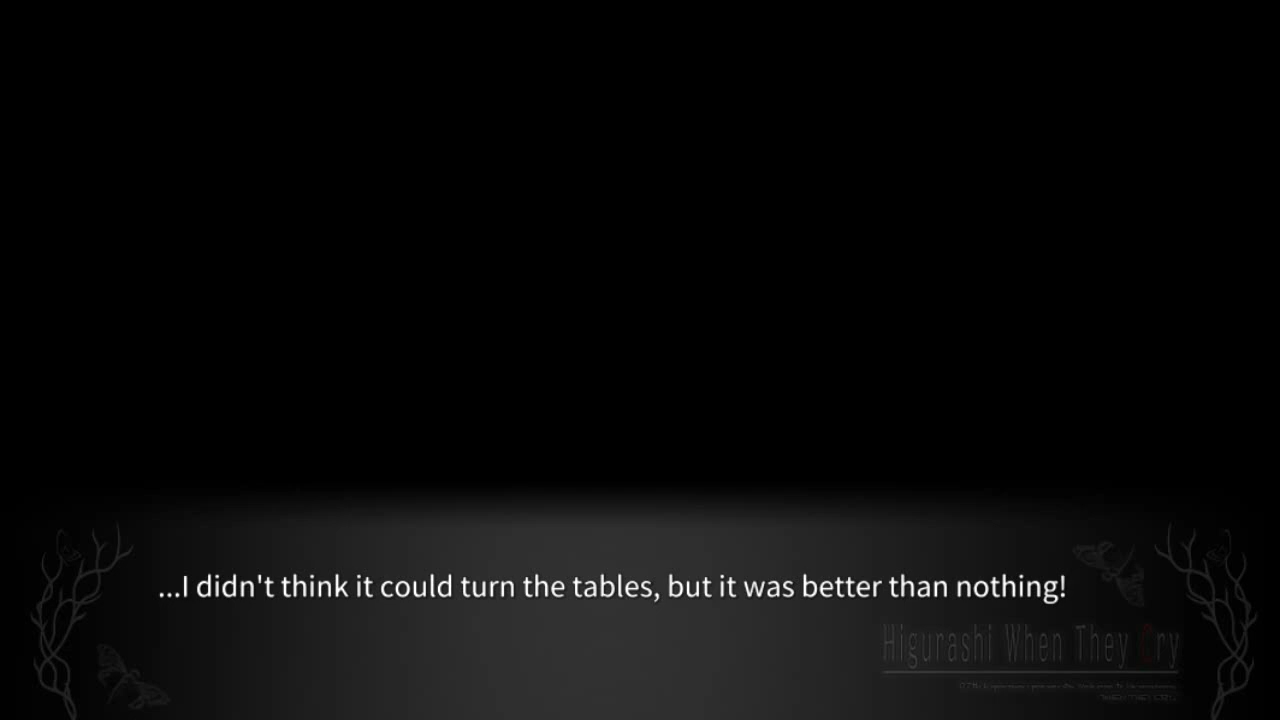 ...I didn't think it could turn the tables, but it was better than nothing!
Higurashi When They Cry